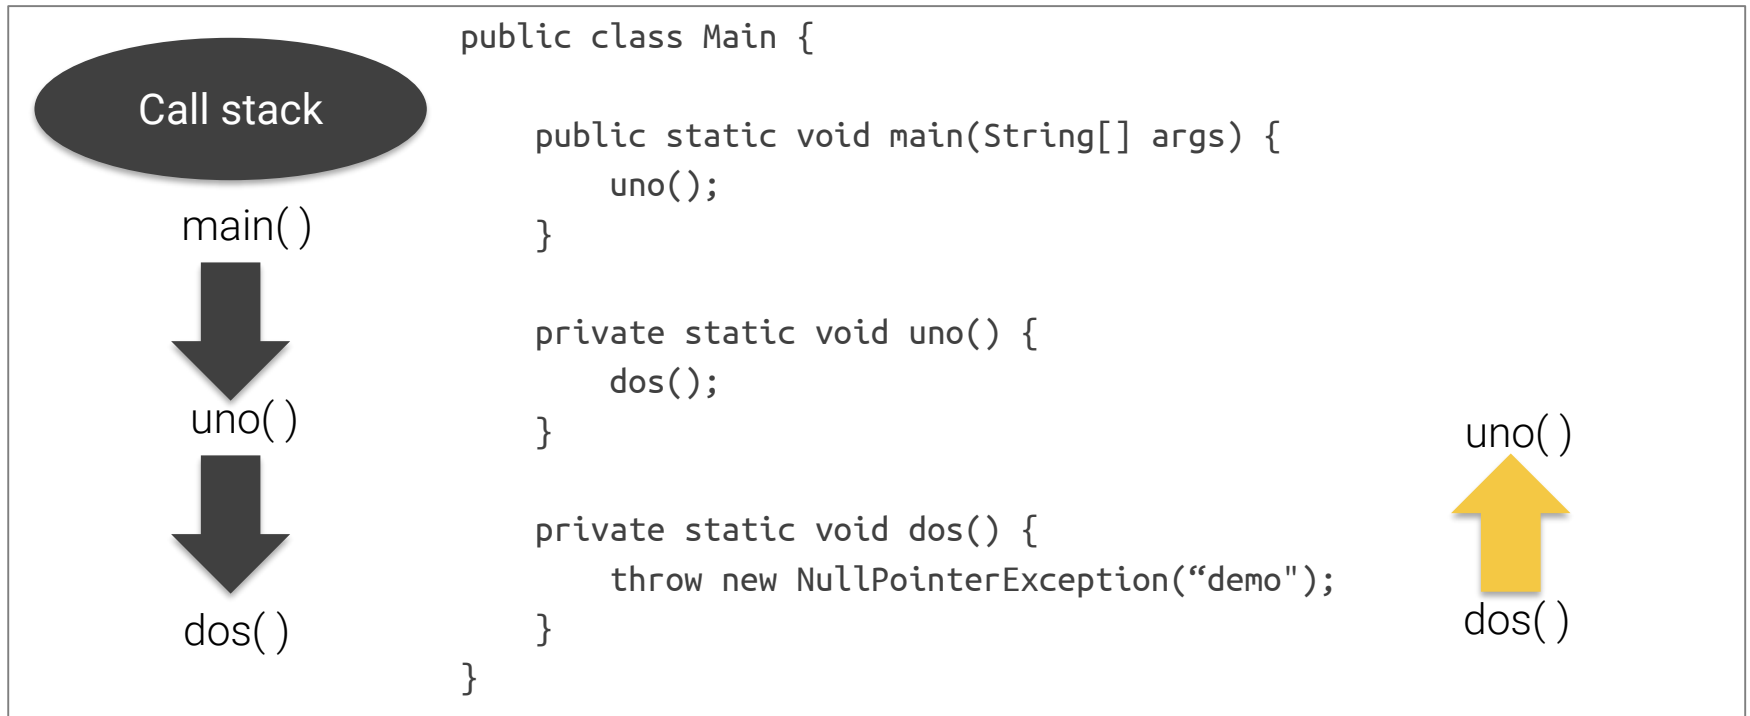 Call stack
main( )
uno( )
dos( )
public class Main {
    public static void main(String[] args) {
        uno();
    }
    private static void uno() {
        dos();
    }
    private static void dos() {
        throw new NullPointerException(“demo");
    }
}
uno( )
dos( )